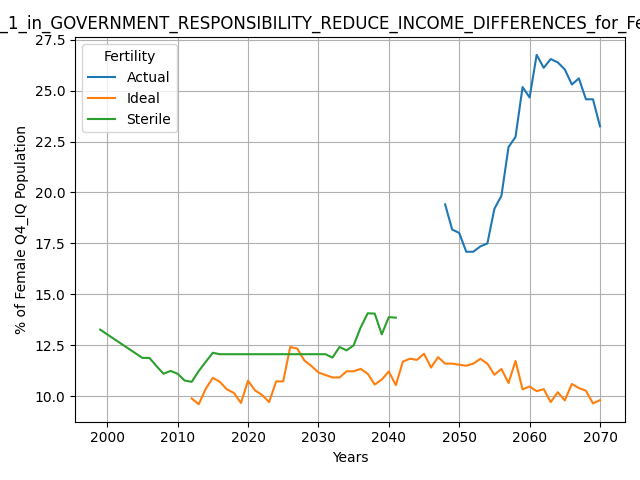 _1_in_GOVERNMENT_RESPONSIBILITY_REDUCE_INCOME_DIFFERENCES_for_Fe
27.5
25.0
22.5
20.0
17.5
15.0
12.5
10.0
% of Female Q4_IQ Population
Fertility
Actual
Ideal
Sterile
2000 2010 2020 2030 2040 2050 2060 2070
Years